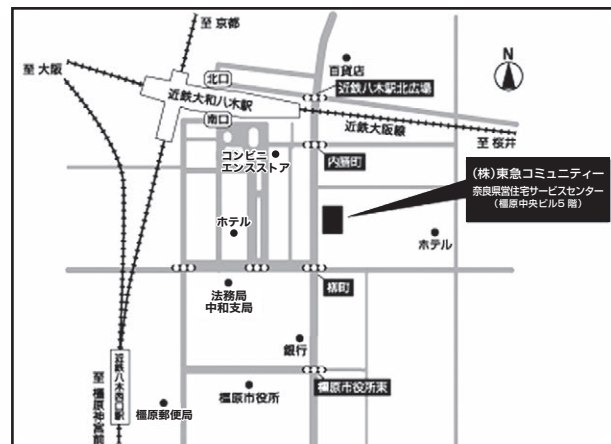 至 京都
至 大阪
北口
近鉄大和八木駅
南口
百貨店
近鉄八木駅北広場
N
近鉄大阪線
至 桜井
内膳町
コンビニ
エンスストア
(株)東急コミュニティー
奈良県営住宅サービスセンター
(橿原中央ビル5階)
ホテル
ホテル
法務局
中和支局
柳町
銀行
近鉄八木西口駅
至 橿原神宮前
橿原郵便局
橿原市役所
橿原市役所東